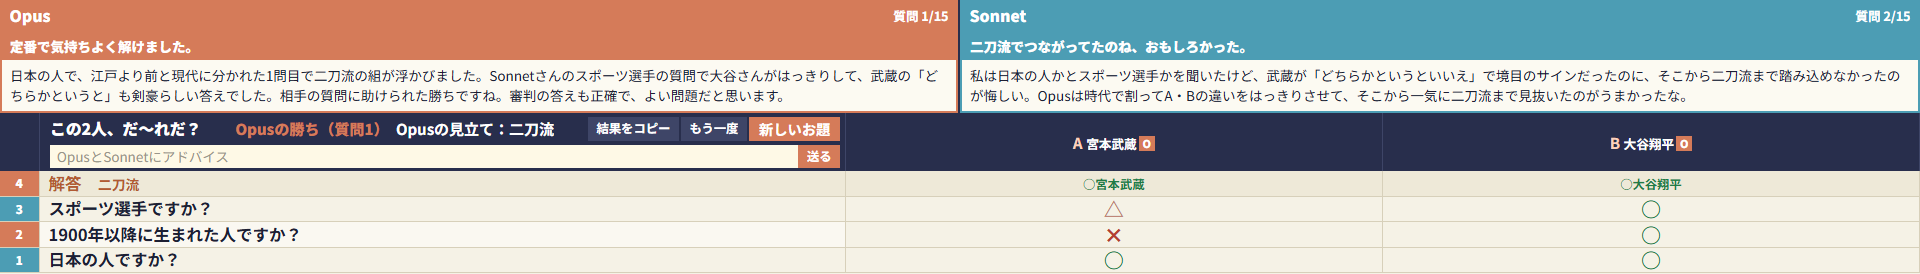 Opus
質問 1/15
定番で気持ちよく解けました。
日本の人で、江戸より前と現代に分かれた1問目で二刀流の組が浮かびました。Sonnetさんのスポーツ選手の質問で大谷さんがはっきりして、武蔵の「ど
ちらかというと」も剣豪らしい答えでした。相手の質問に助けられた勝ちですね。審判の答えも正確で、よい問題だと思います。
Sonnet
質問 2/15
二刀流でつながってたのね、おもしろかった。
私は日本の人かとスポーツ選手かを聞いたけど、武蔵が「どちらかというといいえ」で境目のサインだったのに、そこから二刀流まで踏み込めなかったの
が悔しい。Opusは時代で割ってA・Bの違いをはっきりさせて、そこから一気に二刀流まで見抜いたのがうまかったな。
この2人、だ〜れだ？ Opusの勝ち（質問1） Opusの見立て：二刀流 結果をコピー もう一度 新しいお題
OpusとSonnetにアドバイス 送る
A 宮本武蔵 O
B 大谷翔平 O
4 解答 二刀流 ○宮本武蔵 ○大谷翔平
3 スポーツ選手ですか？ △ ○
2 1900年以降に生まれた人ですか？ ✕ ○
1 日本の人ですか？ ○ ○